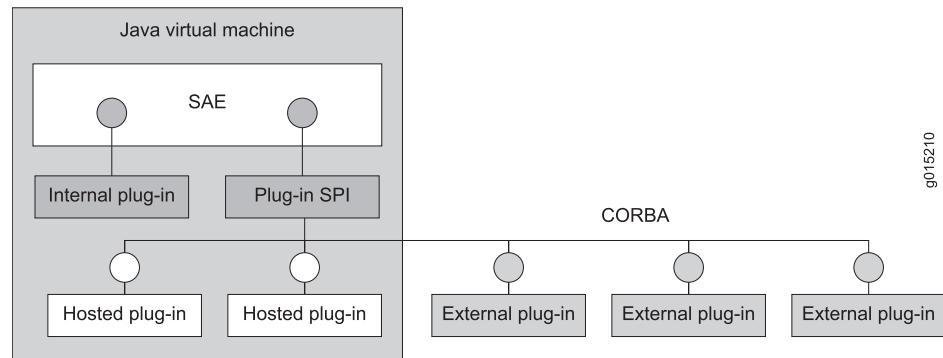 Java virtual machine
SAE
Internal plug-in
Plug-in SPI
CORBA
Hosted plug-in
Hosted plug-in
External plug-in
External plug-in
External plug-in
g015210